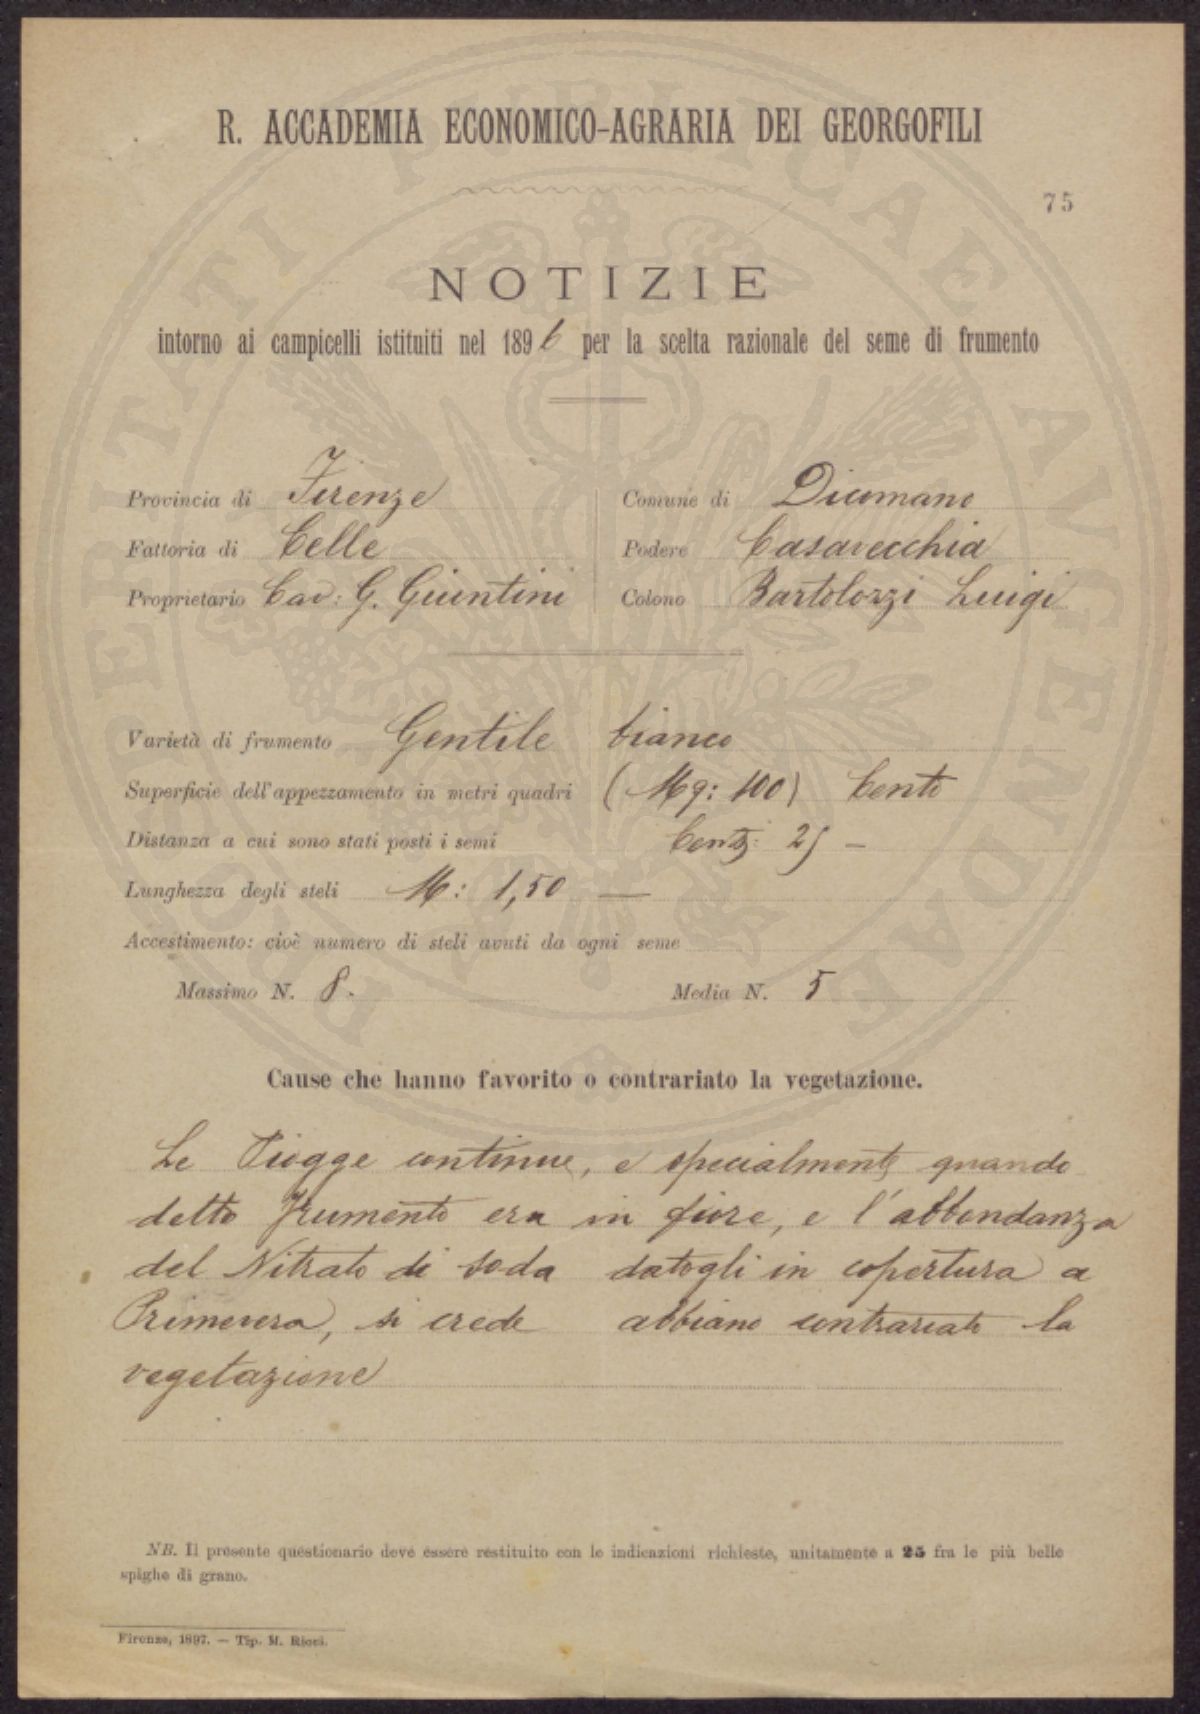 R. ACCADEMIA ECONOMICO-AGRARIA DEI GEORGOFILI
75
NOTIZIE
intorno ai campicelli istituiti nel 1896 per la scelta razionale del seme di frumento
Provincia di Firenze
Comune di Dicomano
Fattoria di Celle
Podere Casavecchia
Proprietario Cav: G. Giuntini
Colono Bartolozzi Luigi
Varietà di frumento Gentile bianco
Superficie dell'appezzamento in metri quadri (Mq: 100) Cento
Distanza a cui sono stati posti i semi Centi: 25 –
Lunghezza degli steli M: 1,50 —
Accestimento: cioè numero di steli avuti da ogni seme
Massimo N. 8. Media N. 5
Cause che hanno favorito o contrariato la vegetazione.
Le Piogge continue, e specialmente quando
detto frumento era in fiore, e l'abbondanza
del Nitrato di soda datogli in copertura a
Primevera, si crede abbiano contrariato la
vegetazione
NB. Il presente questionario deve essere restituito con le indicazioni richieste, unitamente a 25 fra le più belle
spighe di grano.
Firenze, 1897. — Tip. M. Ricci.
PROSPERITATI PUBLICAE AVGENDAE